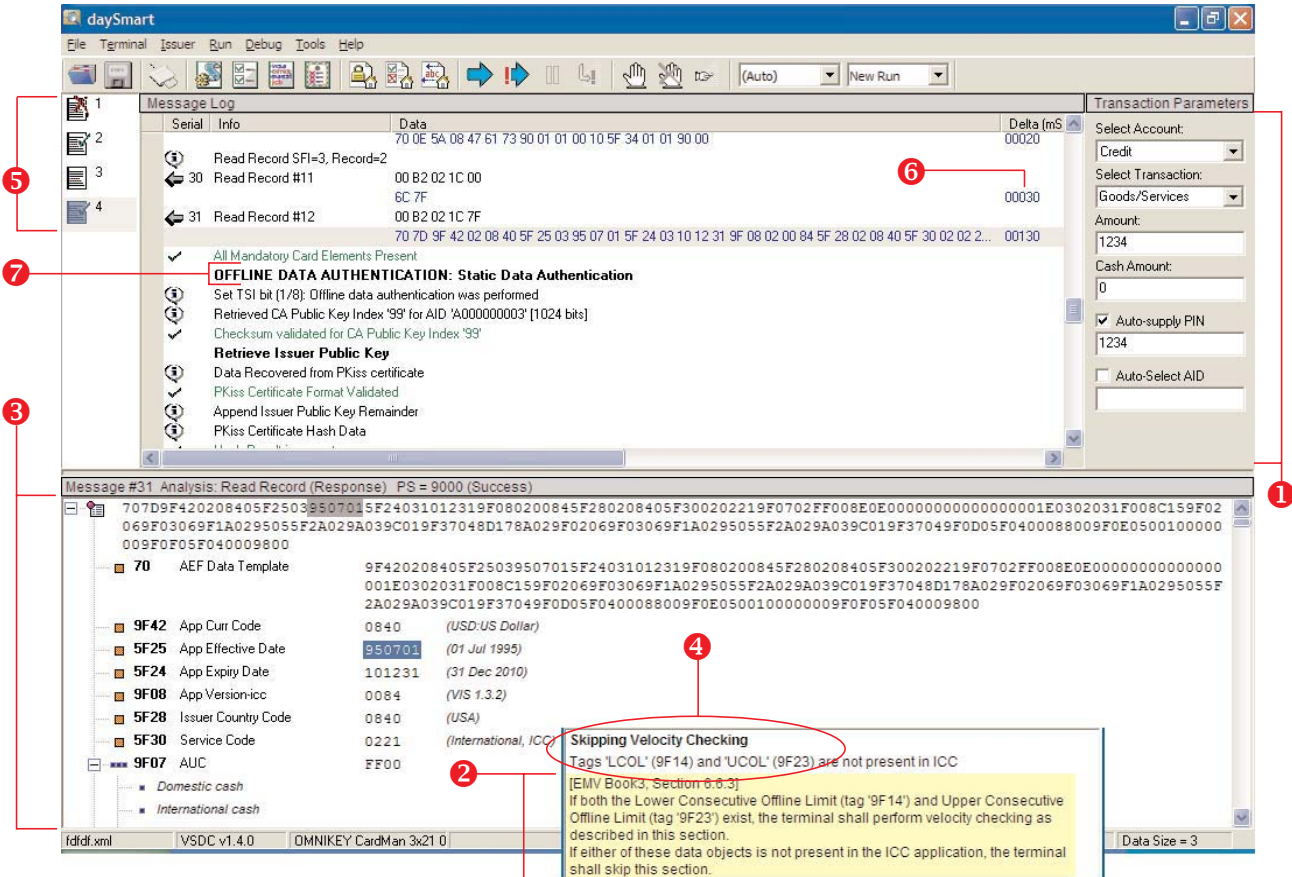 daySmart
File Terminal Issuer Run Debug Tools Help
(Auto) New Run
1
2
3
4
Message Log
Serial Info Data Delta (mS
70 0E 5A 08 47 61 73 90 01 01 00 10 5F 34 01 01 90 00 00020
Read Record SFI=3, Record=2
30 Read Record #11 00 B2 02 1C 00
6C 7F 00030
31 Read Record #12 00 B2 02 1C 7F
70 7D 9F 42 02 08 40 5F 25 03 95 07 01 5F 24 03 10 12 31 9F 08 02 00 84 5F 28 02 08 40 5F 30 02 02 2... 00130
All Mandatory Card Elements Present
OFFLINE DATA AUTHENTICATION: Static Data Authentication
Set TSI bit (1/8): Offline data authentication was performed
Retrieved CA Public Key Index '99' for AID 'A000000003' [1024 bits]
Checksum validated for CA Public Key Index '99'
Retrieve Issuer Public Key
Data Recovered from PKiss certificate
PKiss Certificate Format Validated
Append Issuer Public Key Remainder
PKiss Certificate Hash Data
Transaction Parameters
Select Account:
Credit
Select Transaction:
Goods/Services
Amount:
1234
Cash Amount:
0
Auto-supply PIN
1234
Auto-Select AID
5
6
7
3
1
4
2
Message #31 Analysis: Read Record (Response) PS = 9000 (Success)
707D9F420208405F25039507015F24031012319F080200845F280208405F300202219F0702FF008E0E00000000000000001E0302031F008C159F02
069F03069F1A0295055F2A029A039C019F37048D178A029F02069F03069F1A0295055F2A029A039C019F37049F0D05F0400088009F0E0500100000
009F0F05F040009800
70 AEF Data Template 9F420208405F25039507015F24031012319F080200845F280208405F300202219F0702FF008E0E00000000000000
001E0302031F008C159F02069F03069F1A0295055F2A029A039C019F37048D178A029F02069F03069F1A0295055F
2A029A039C019F37049F0D05F0400088009F0E0500100000009F0F05F040009800
9F42 App Curr Code 0840 (USD:US Dollar)
5F25 App Effective Date 950701 (01 Jul 1995)
5F24 App Expiry Date 101231 (31 Dec 2010)
9F08 App Version-icc 0084 (VIS 1.3.2)
5F28 Issuer Country Code 0840 (USA)
5F30 Service Code 0221 (International, ICC)
9F07 AUC FF00
Domestic cash
International cash
Skipping Velocity Checking
Tags 'LCOL' (9F14) and 'UCOL' (9F23) are not present in ICC
[EMV Book3, Section 6.6.3]
If both the Lower Consecutive Offline Limit (tag '9F14') and Upper Consecutive
Offline Limit (tag '9F23') exist, the terminal shall perform velocity checking as
described in this section.
If either of these data objects is not present in the ICC application, the terminal
shall skip this section.
fdfdf.xml VSDC v1.4.0 OMNIKEY CardMan 3x21 0 Data Size = 3